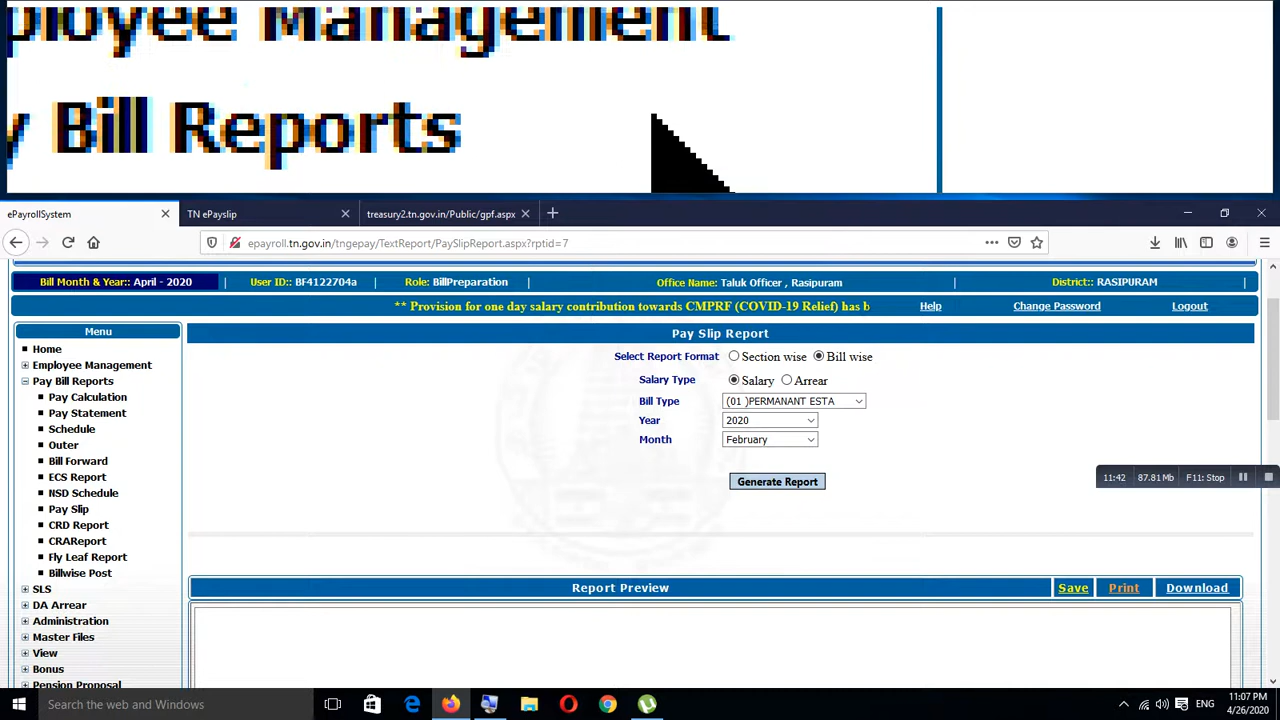 ployee Management
y Bill Reports
ePayrollSystem
TN ePayslip
treasury2.tn.gov.in/Public/gpf.aspx
epayroll.tn.gov.in/tngepay/TextReport/PaySlipReport.aspx?rptid=7
Bill Month & Year:: April - 2020 | User ID:: BF4122704a | Role: BillPreparation | Office Name: Taluk Officer , Rasipuram | District:: RASIPURAM |
** Provision for one day salary contribution towards CMPRF (COVID-19 Relief) has b
Help
Change Password
Logout
Menu
Home
Employee Management
Pay Bill Reports
Pay Calculation
Pay Statement
Schedule
Outer
Bill Forward
ECS Report
NSD Schedule
Pay Slip
CRD Report
CRAReport
Fly Leaf Report
Billwise Post
SLS
DA Arrear
Administration
Master Files
View
Bonus
Pension Proposal
Pay Slip Report
Select Report Format Section wise Bill wise
Salary Type Salary Arrear
Bill Type (01 )PERMANANT ESTA
Year 2020
Month February
Generate Report
11:42 87.81Mb F11: Stop
Report Preview
Save
Print
Download
Search the web and Windows
ENG
11:07 PM
4/26/2020